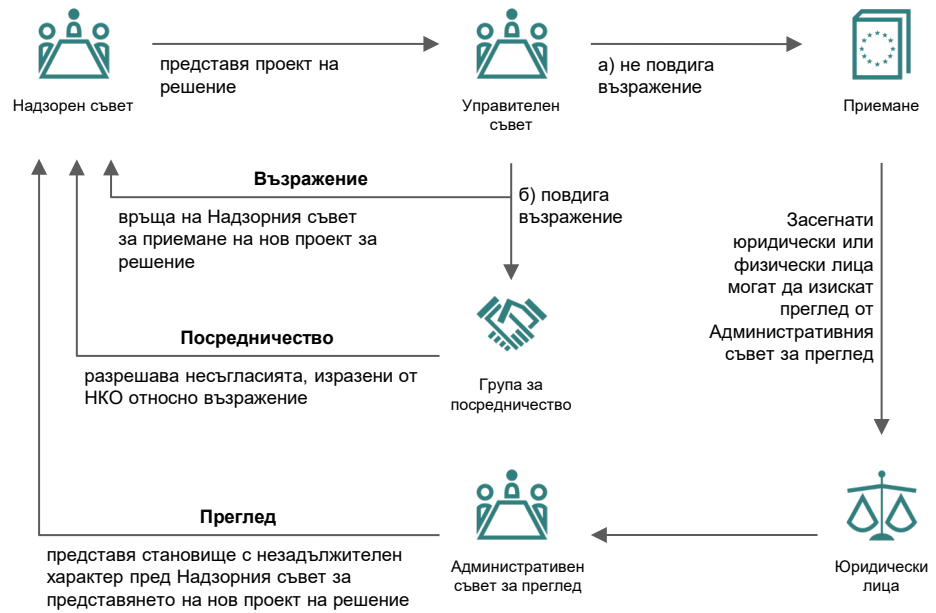 Надзорен съвет
представя проект на
решение
Управителен
съвет
а) не повдига
възражение
Приемане
Възражение
връща на Надзорния съвет
за приемане на нов проект за
решение
б) повдига
възражение
Засегнати
юридически или
физически лица
могат да изискат
преглед от
Административния
съвет за преглед
Посредничество
разрешава несъгласията, изразени от
НКО относно възражение
Група за
посредничество
Преглед
представя становище с незадължителен
характер пред Надзорния съвет за
представянето на нов проект на решение
Административен
съвет за преглед
Юридически
лица